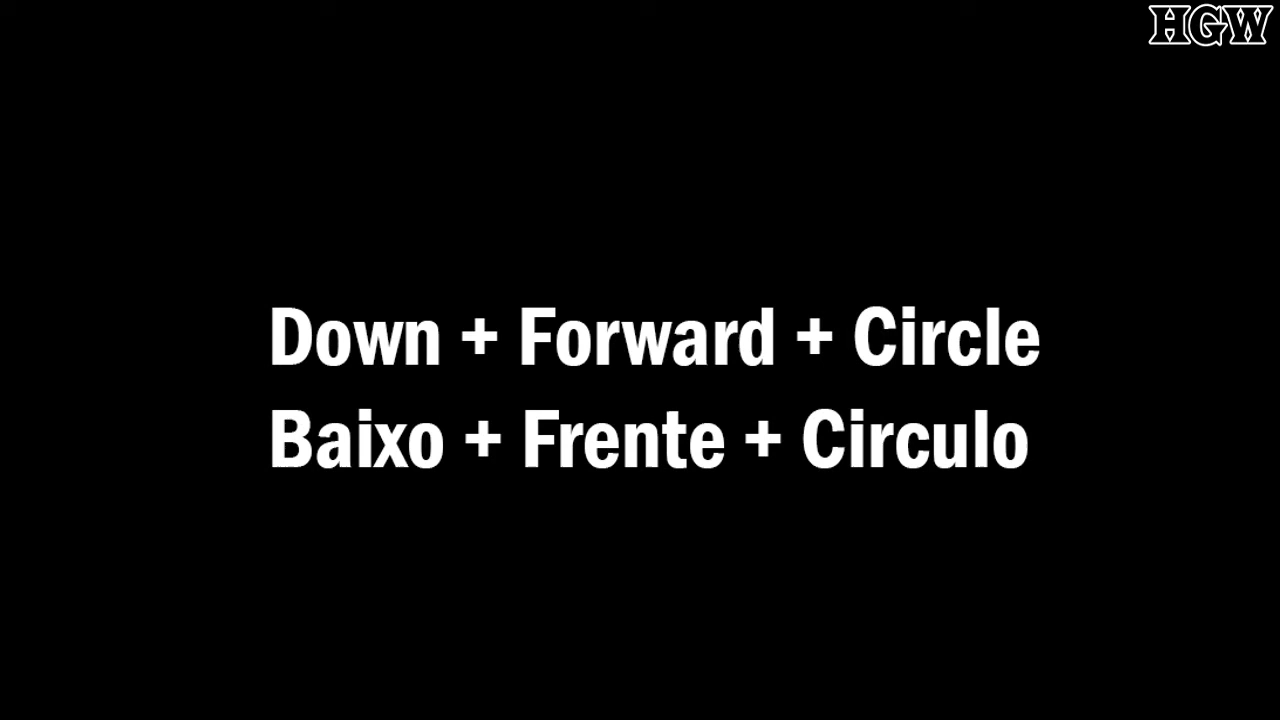 HGW
Down + Forward + Circle
Baixo + Frente + Circulo